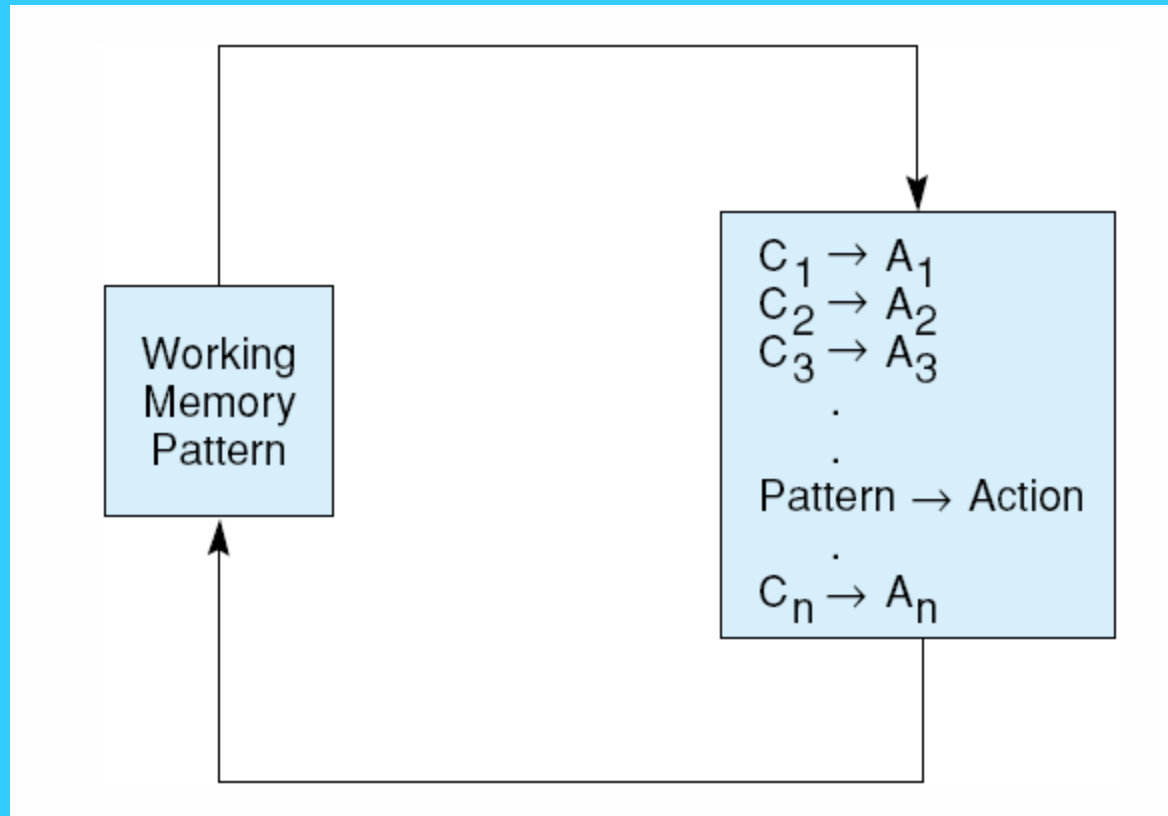 Working
Memory
Pattern
C₁ → A₁
C₂ → A₂
C₃ → A₃
.
.
Pattern → Action
.
Cₙ → Aₙ